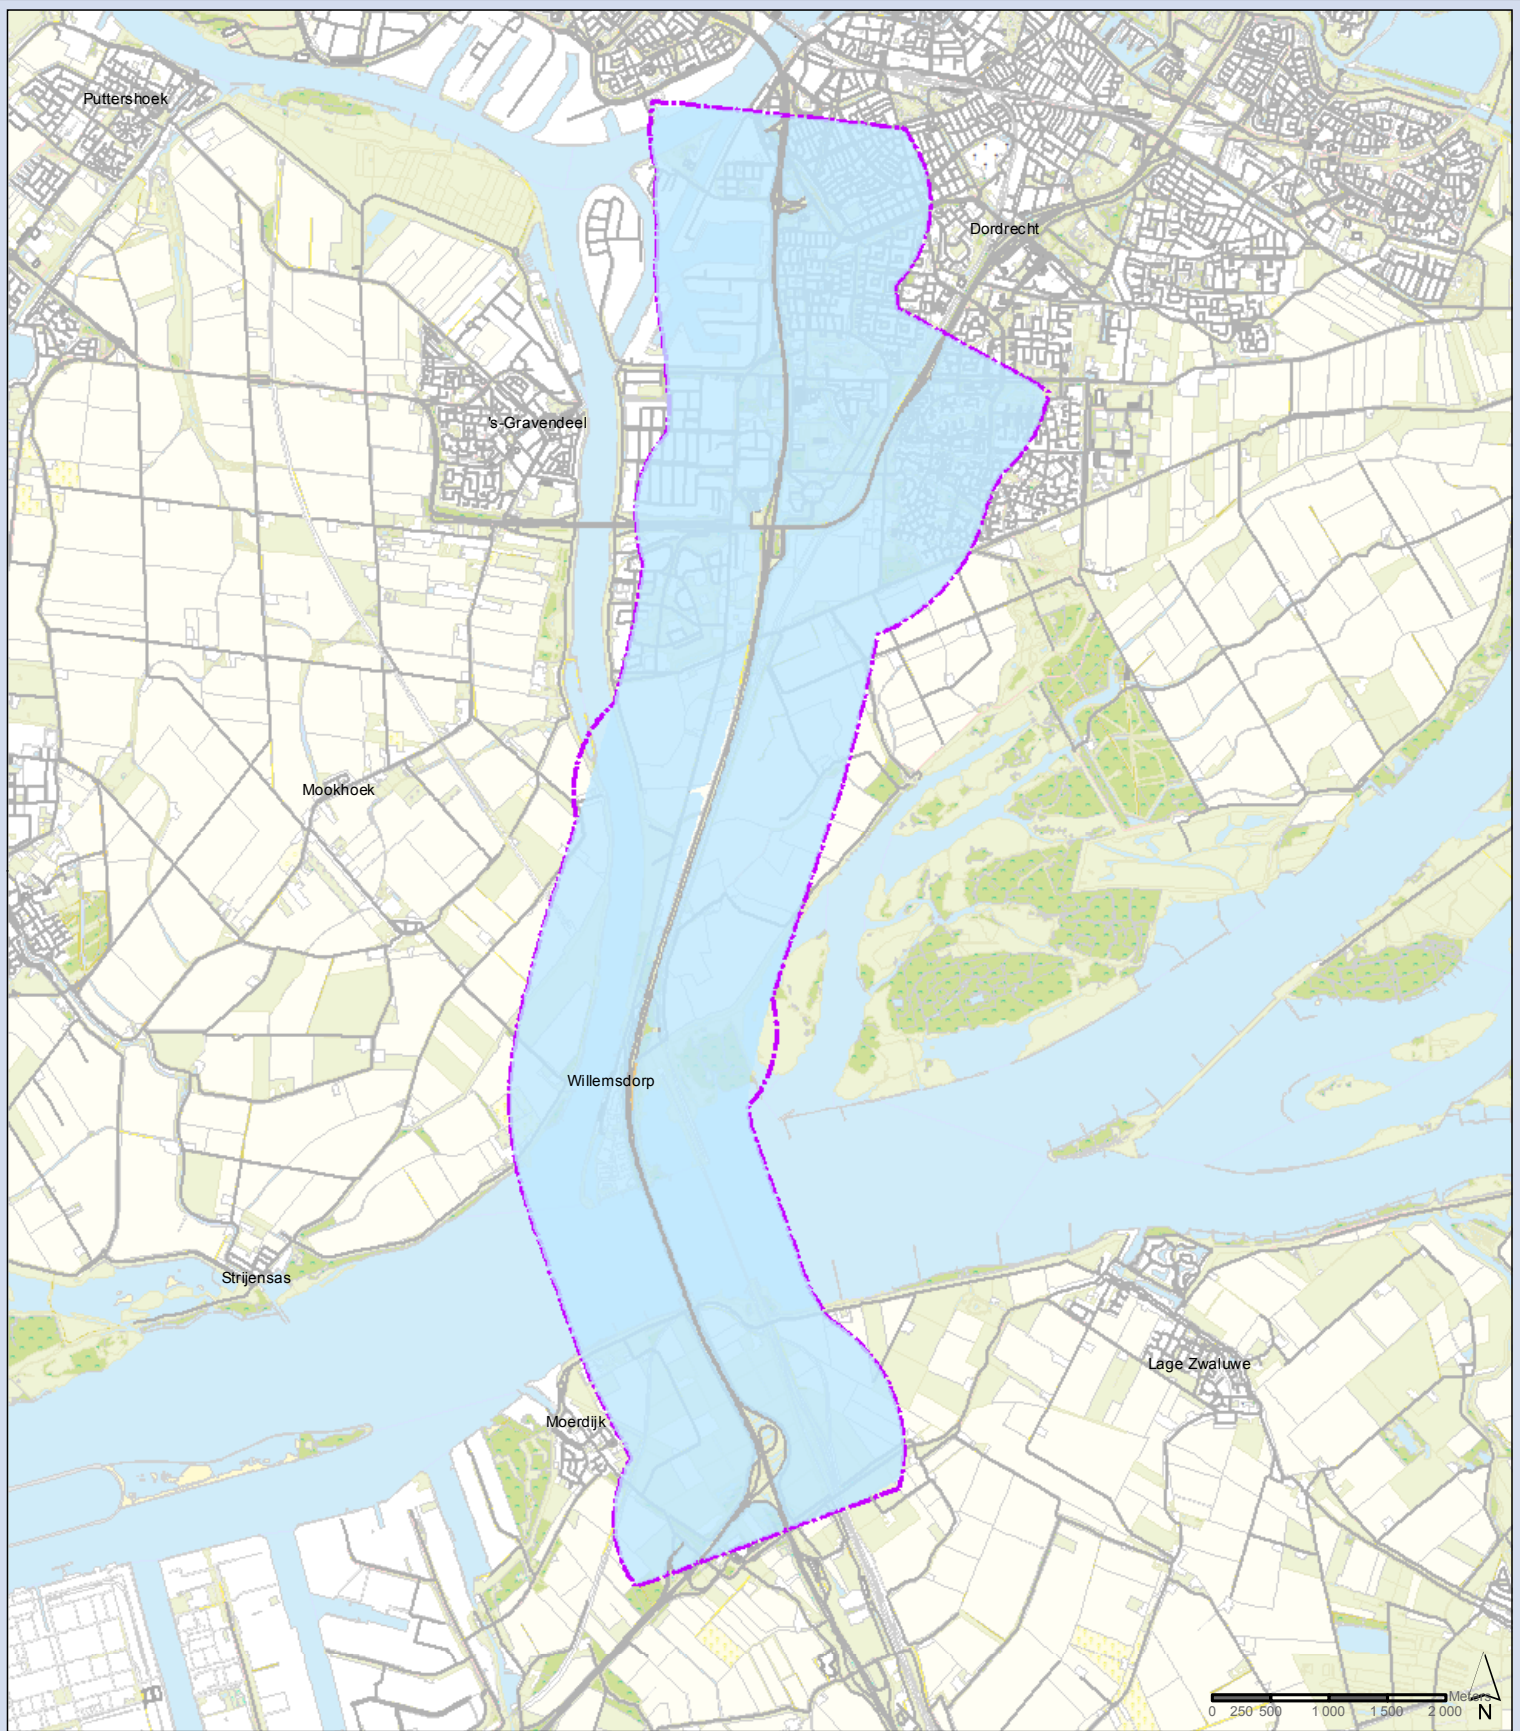 Puttershoek
Dordrecht
's-Gravendeel
Mookhoek
Willemsdorp
Strijensas
Lage Zwaluwe
Moerdijk
Meters
0 250 500 1 000 1 500 2 000
N